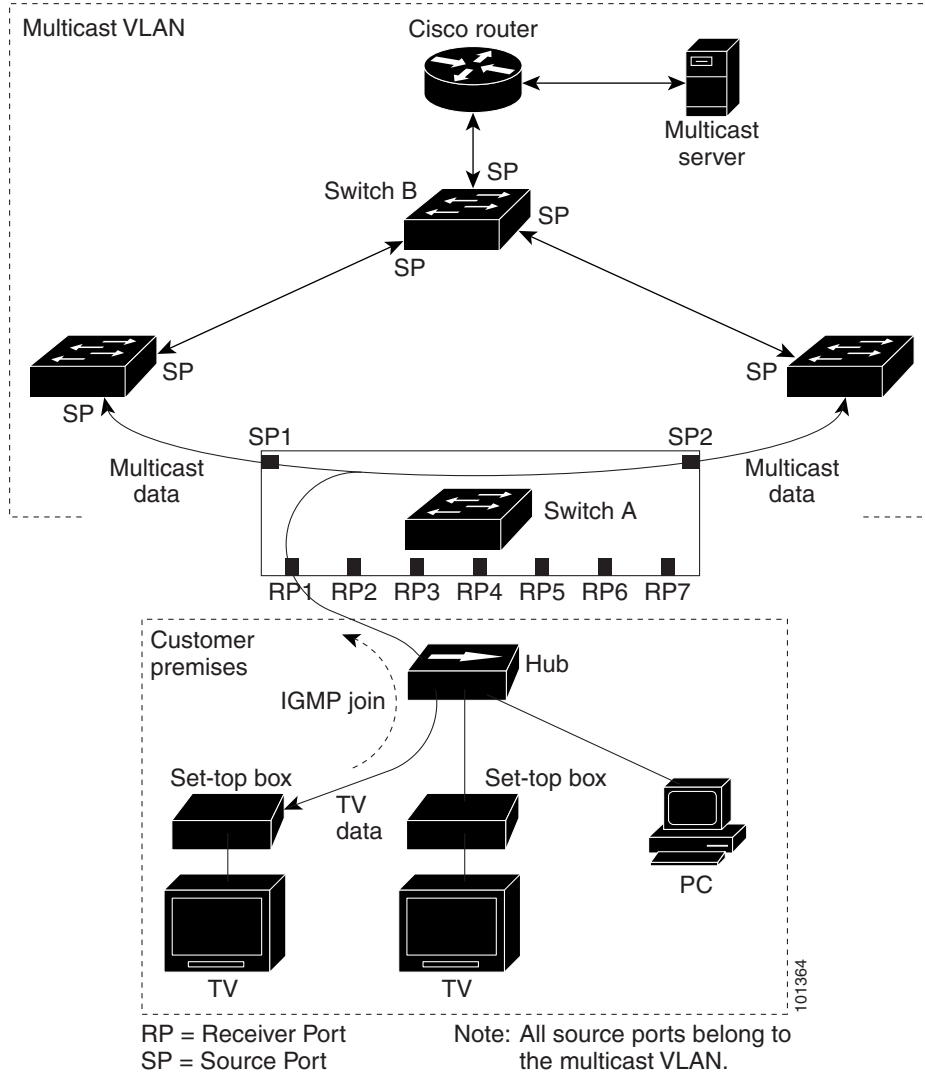 Multicast VLAN
Cisco router
Multicast
server
SP
Switch B
SP
SP
SP
SP
SP
SP1
SP2
Multicast
data
Multicast
data
Switch A
RP1 RP2 RP3 RP4 RP5 RP6 RP7
Customer
premises
Hub
IGMP join
Set-top box
Set-top box
TV
data
PC
TV
TV
101364
RP = Receiver Port
SP = Source Port
Note: All source ports belong to
the multicast VLAN.